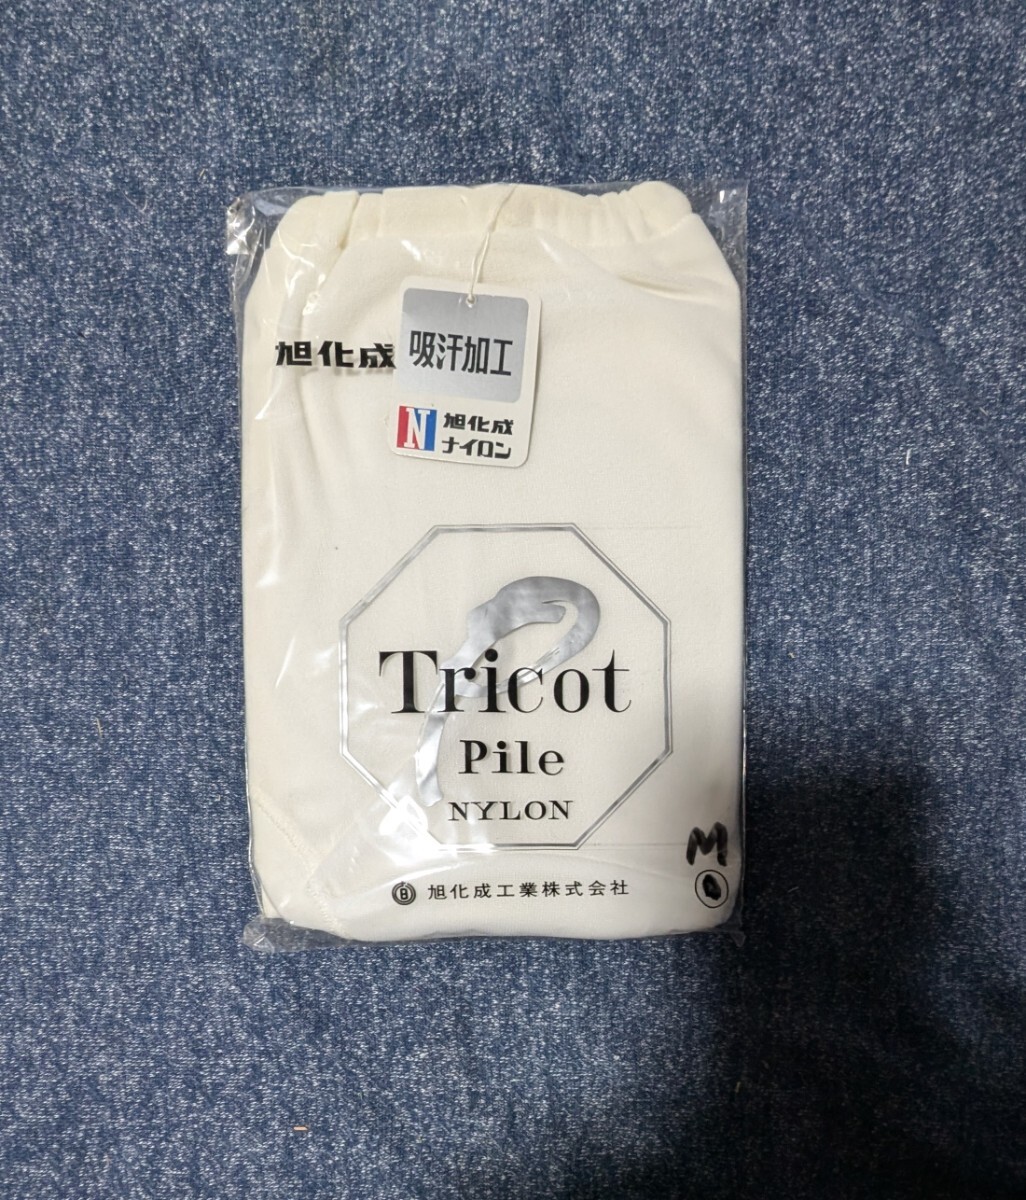 旭化成
吸汗加工
N
旭化成
ナイロン
Tricot
Pile
NYLON
M
B 旭化成工業株式会社